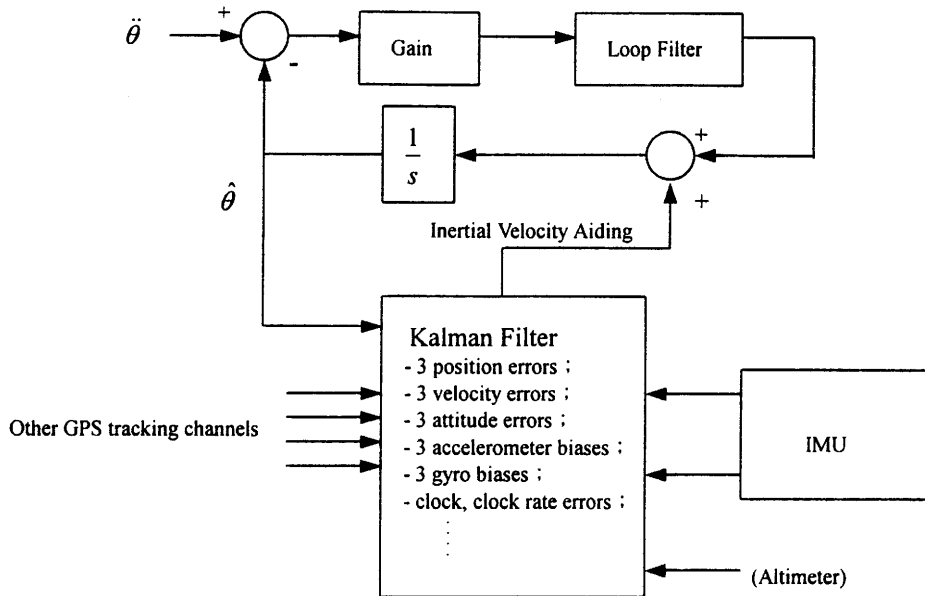 +
θ̈
-
Gain
Loop Filter
1
s
+
+
θ̂
Inertial Velocity Aiding
Kalman Filter
- 3 position errors ;
- 3 velocity errors ;
- 3 attitude errors ;
- 3 accelerometer biases ;
- 3 gyro biases ;
- clock, clock rate errors ;
Other GPS tracking channels
IMU
(Altimeter)